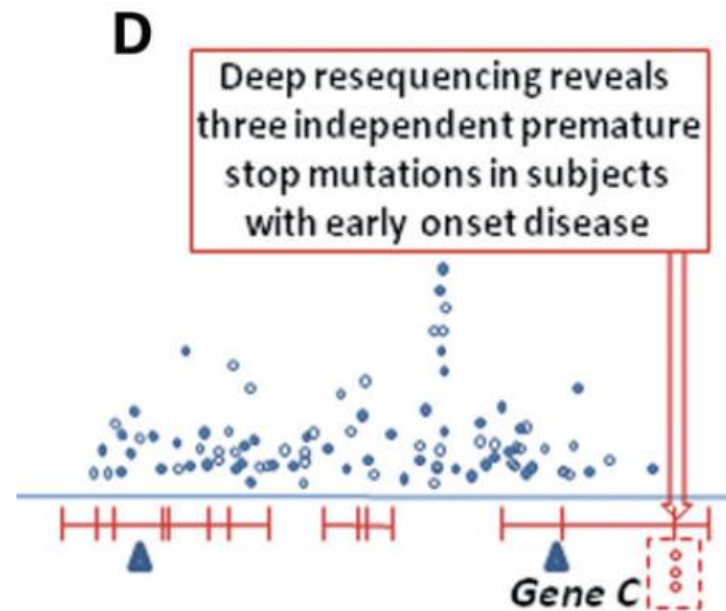 D
Deep resequencing reveals
three independent premature
stop mutations in subjects
with early onset disease
Gene C